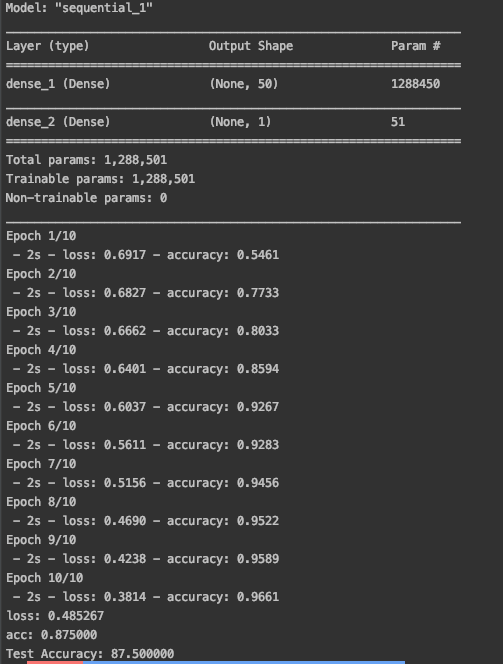 Model: "sequential_1"
Layer (type) Output Shape Param #
dense_1 (Dense) (None, 50) 1288450
dense_2 (Dense) (None, 1) 51
Total params: 1,288,501
Trainable params: 1,288,501
Non-trainable params: 0
Epoch 1/10
 - 2s - loss: 0.6917 - accuracy: 0.5461
Epoch 2/10
 - 2s - loss: 0.6827 - accuracy: 0.7733
Epoch 3/10
 - 2s - loss: 0.6662 - accuracy: 0.8033
Epoch 4/10
 - 2s - loss: 0.6401 - accuracy: 0.8594
Epoch 5/10
 - 2s - loss: 0.6037 - accuracy: 0.9267
Epoch 6/10
 - 2s - loss: 0.5611 - accuracy: 0.9283
Epoch 7/10
 - 2s - loss: 0.5156 - accuracy: 0.9456
Epoch 8/10
 - 2s - loss: 0.4690 - accuracy: 0.9522
Epoch 9/10
 - 2s - loss: 0.4238 - accuracy: 0.9589
Epoch 10/10
 - 2s - loss: 0.3814 - accuracy: 0.9661
loss: 0.485267
acc: 0.875000
Test Accuracy: 87.500000